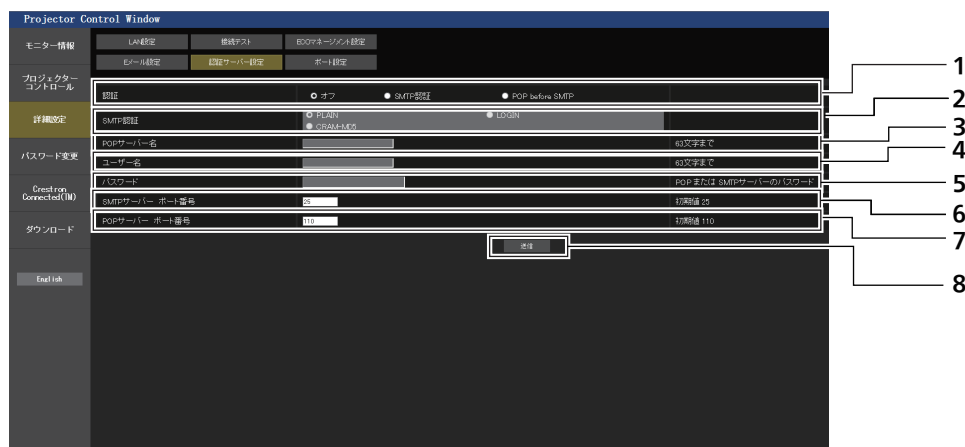 Projector Control Window
モニター情報
プロジェクター
コントロール
詳細設定
パスワード変更
Crestron
Connected(TM)
ダウンロード
English
LAN設定 接続テスト ECOマネージメント設定
Eメール設定 認証サーバー設定 ポート設定
認証 オフ SMTP認証 POP before SMTP
SMTP認証 PLAIN LOGIN
CRAM-MD5
POPサーバー名 63文字まで
ユーザー名 63文字まで
パスワード POP または SMTPサーバーのパスワード
SMTPサーバー ポート番号 25 初期値 25
POPサーバー ポート番号 110 初期値 110
送信
1
2
3
4
5
6
7
8